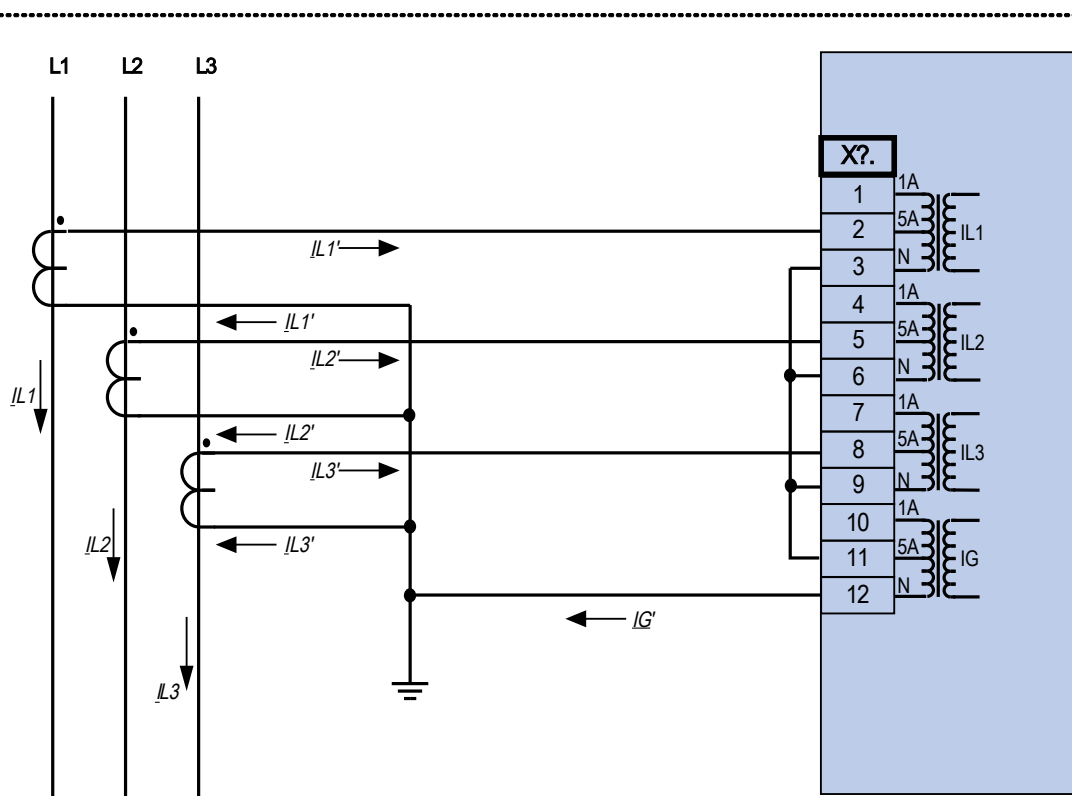 L1 L2 L3
X?.
1 1A
2 5A IL1
3 N
4 1A
5 5A IL2
6 N
7 1A
8 5A IL3
9 N
10 1A
11 5A IG
12 N
IL1'
IL1'
IL2'
IL1
IL2'
IL3'
IL2
IL3'
IG'
IL3